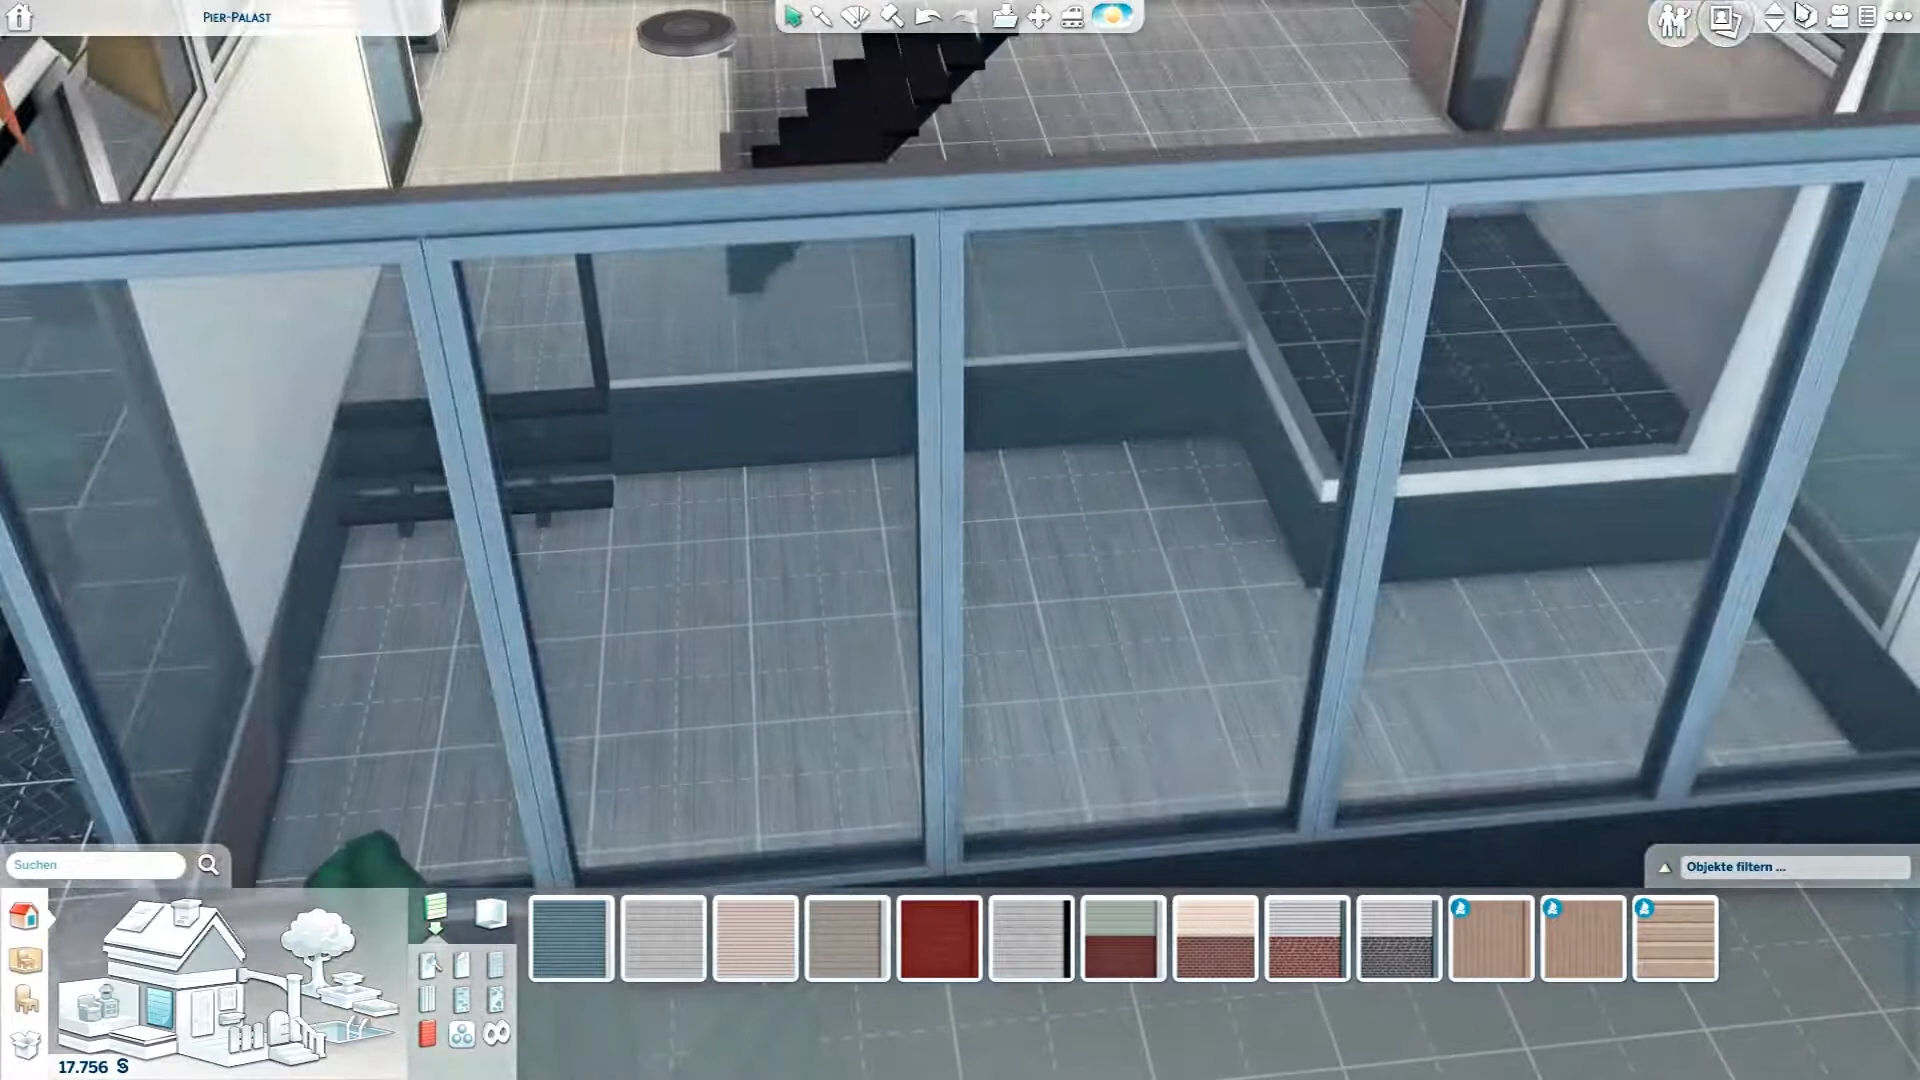 Pier-Palast
Suchen
Objekte filtern ...
17.756 §